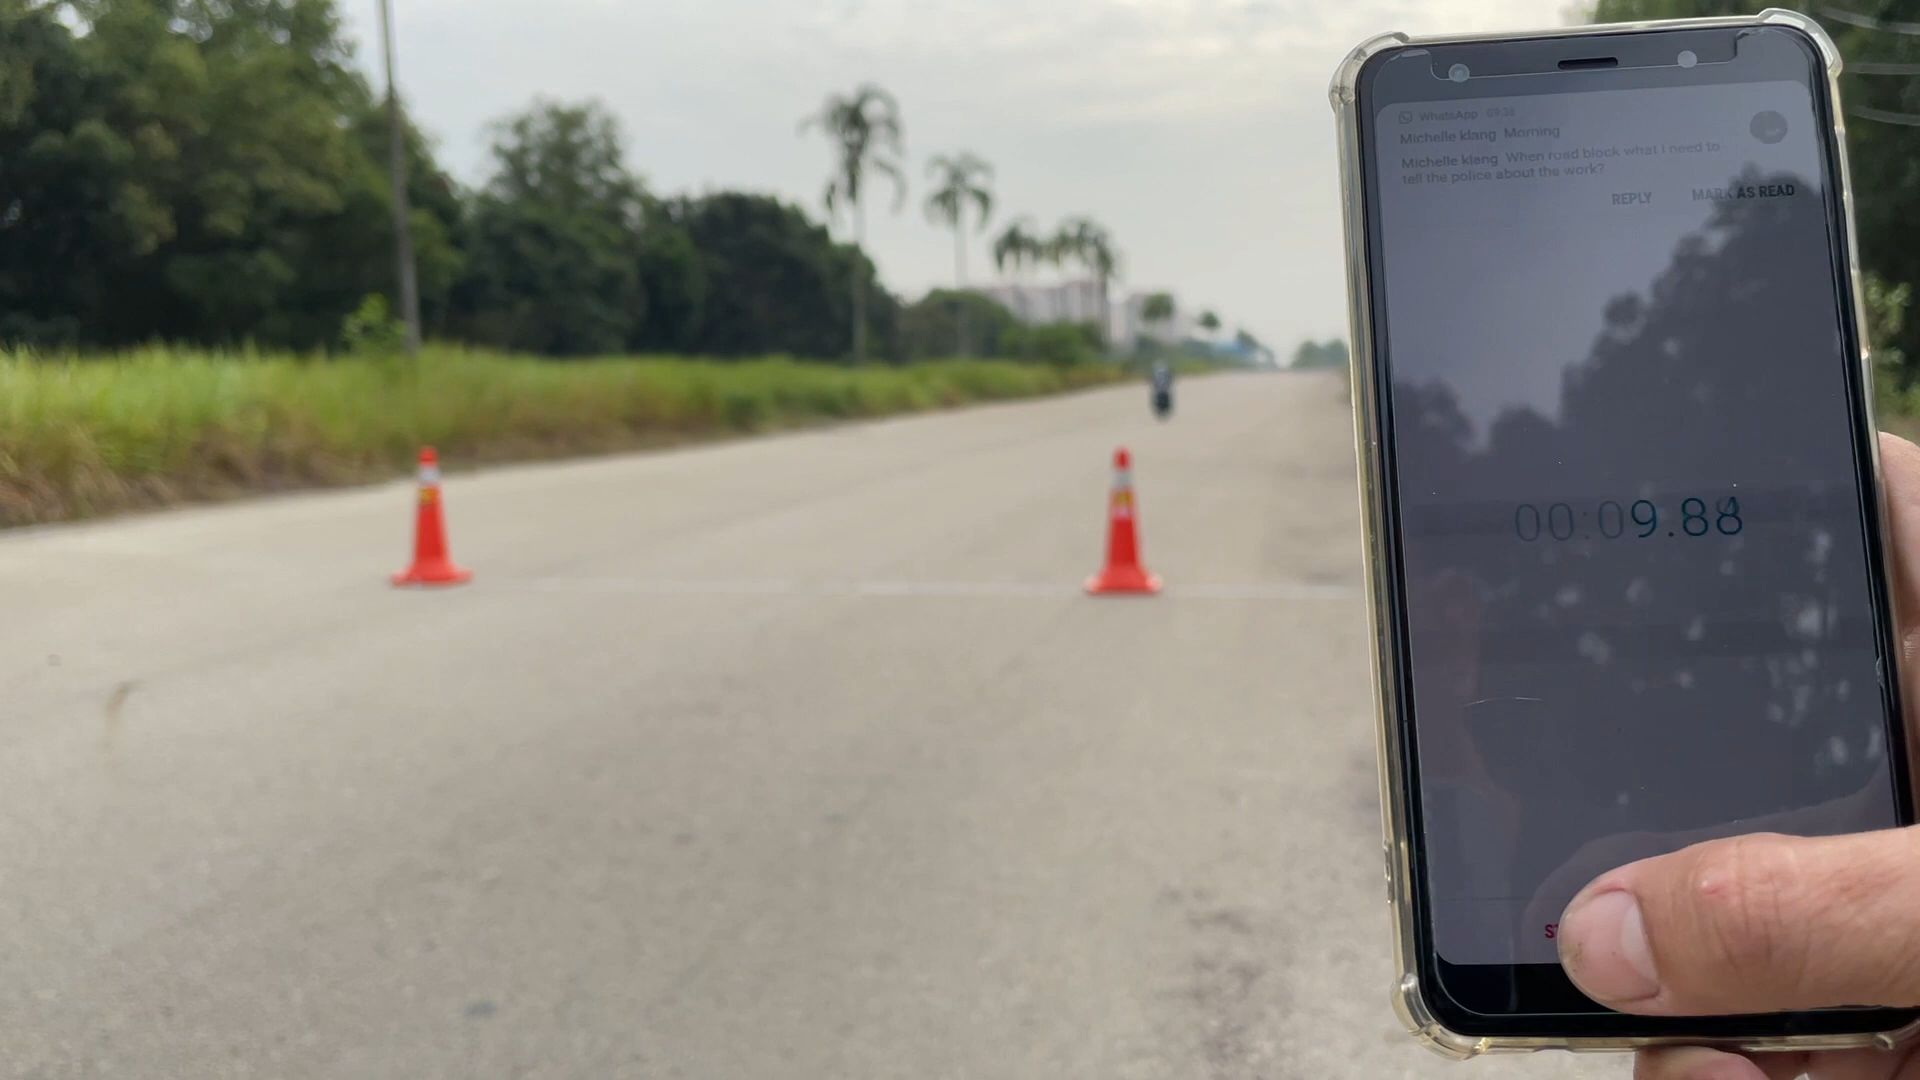 WhatsApp 09:38
Michelle klang Morning
Michelle klang When road block what I need to
tell the police about the work?
REPLY MARK AS READ
00:09.88